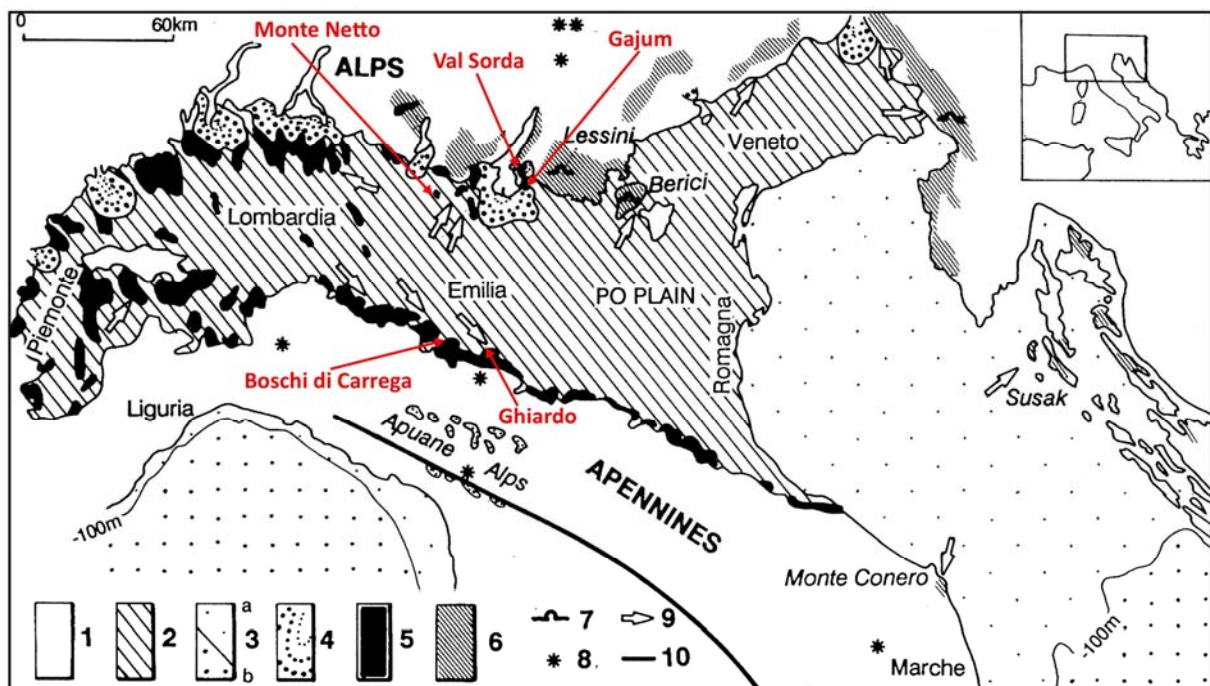 0 60km
Monte Netto
ALPS
Val Sorda
Gajum
Lessini
Veneto
Berici
Lombardia
Piemonte
Emilia
PO PLAIN
Romagna
Boschi di Carrega
Ghiardo
Susak
Liguria
Apuane
Alps
APENNINES
-100m
Monte Conero
-100m
Marche
1 2 a 3 b 4 5 6 7 8 9 10